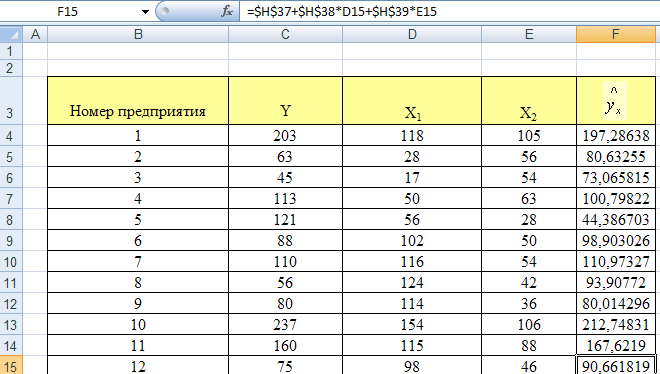 F15 fx =$H$37+$H$38*D15+$H$39*E15
A B C D E F
1
2
3 Номер предприятия Y X₁ X₂ ŷₓ
4 1 203 118 105 197,28638
5 2 63 28 56 80,63255
6 3 45 17 54 73,065815
7 4 113 50 63 100,79822
8 5 121 56 28 44,386703
9 6 88 102 50 98,903026
10 7 110 116 54 110,97327
11 8 56 124 42 93,90772
12 9 80 114 36 80,014296
13 10 237 154 106 212,74831
14 11 160 115 88 167,6219
15 12 75 98 46 90,661819